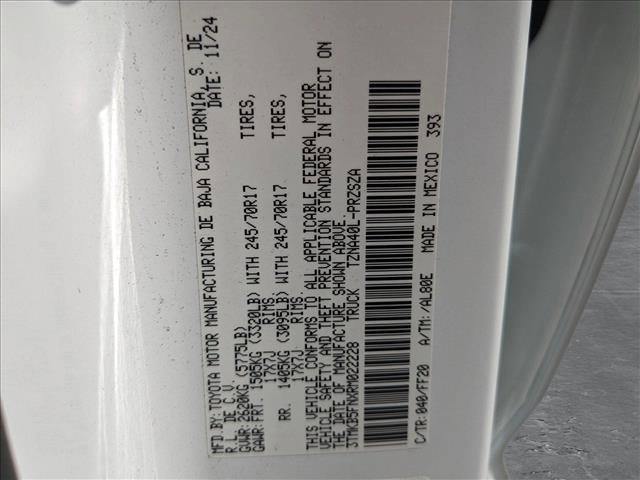 MFD.BY: TOYOTA MOTOR MANUFACTURING DE BAJA CALIFORNIA, S. DE
R.L. DE C.V. DATE: 11/24
GVWR: 2620KG (5775LB)
GAWR: FRT. 1505KG (3320LB) WITH 245/70R17 TIRES,
17X7J RIMS.
RR. 1405KG (3095LB) WITH 245/70R17 TIRES,
17X7J RIMS.
THIS VEHICLE CONFORMS TO ALL APPLICABLE FEDERAL MOTOR
VEHICLE SAFETY AND THEFT PREVENTION STANDARDS IN EFFECT ON
THE DATE OF MANUFACTURE SHOWN ABOVE.
3TMKB5FNXRM022228 TRUCK TZNA40L-PRZSZA
C/TR: 040/FF20 A/TM: /AL80E MADE IN MEXICO 393